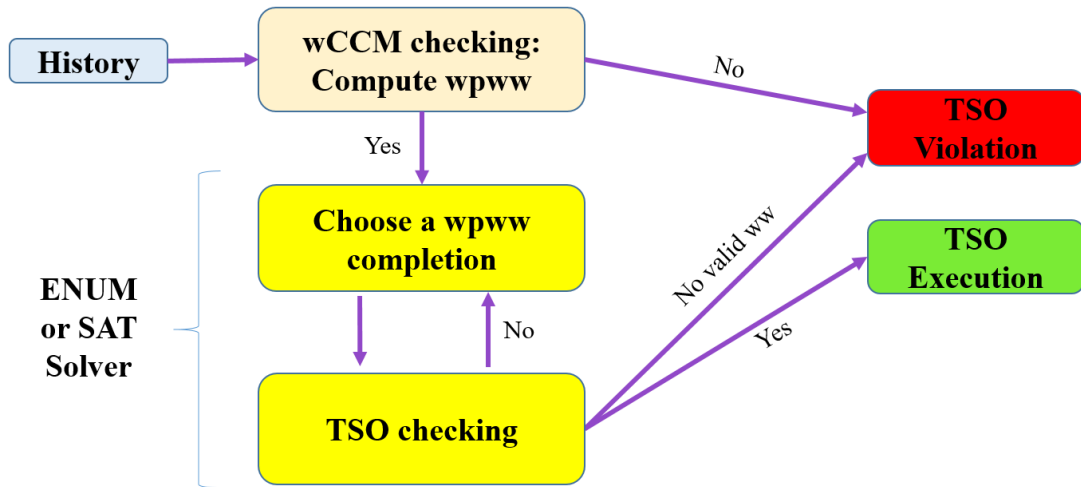 History
wCCM checking:
Compute wpww
No
TSO
Violation
Yes
Choose a wpww
completion
No valid ww
TSO
Execution
ENUM
or SAT
Solver
No
Yes
TSO checking